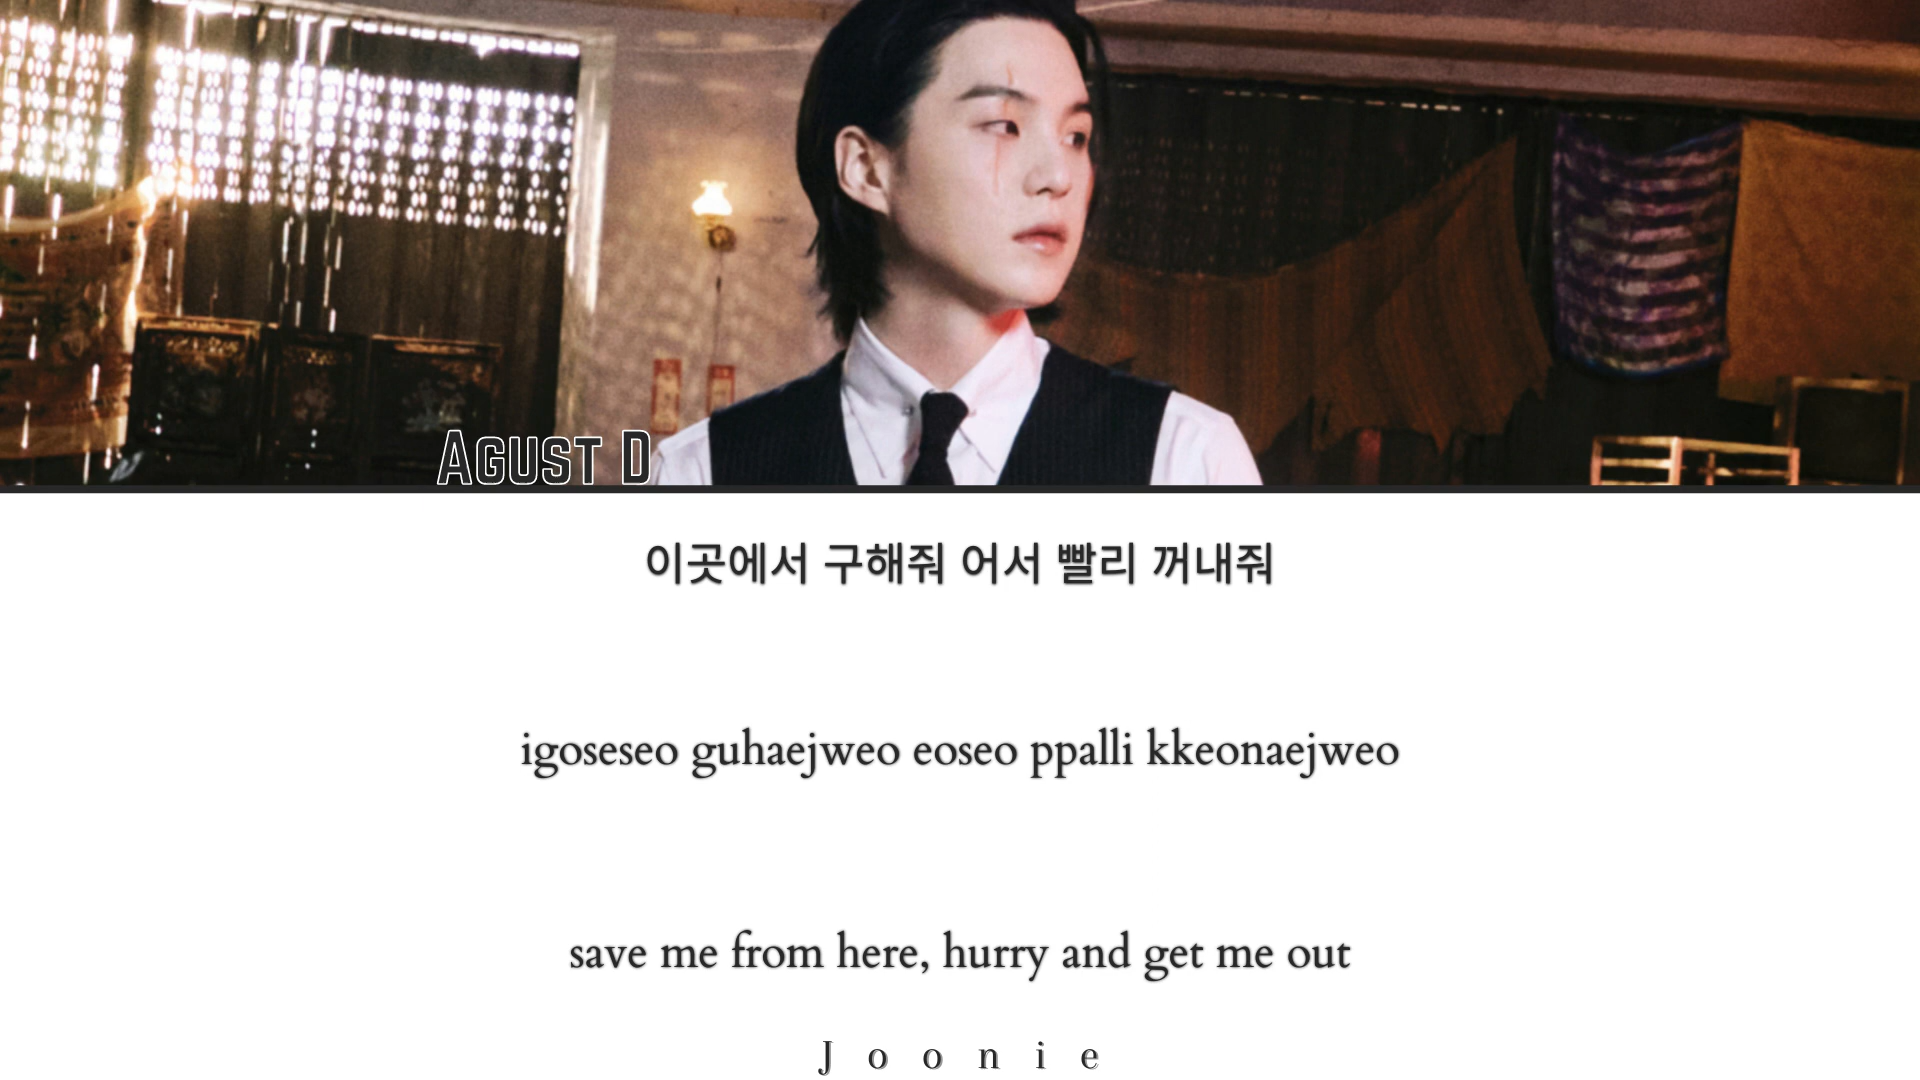 AGUST D
이곳에서 구해줘 어서 빨리 꺼내줘
igoseseo guhaejweo eoseo ppalli kkeonaejweo
save me from here, hurry and get me out
Joonie